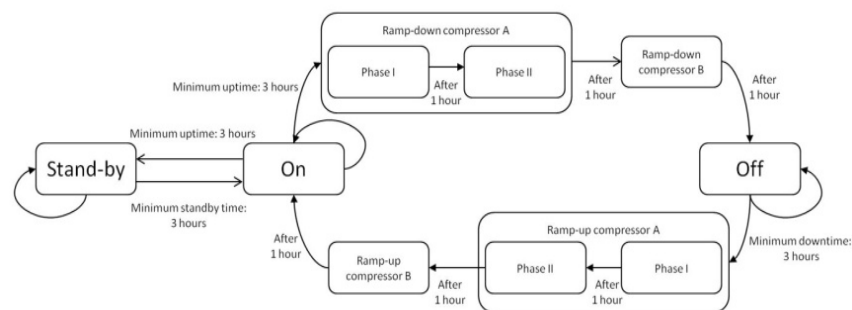 Ramp-down compressor A
Phase I
After
1 hour
Phase II
After
1 hour
Ramp-down
compressor B
After
1 hour
Minimum uptime: 3 hours
Minimum uptime: 3 hours
Stand-by
On
Off
Minimum standby time:
3 hours
After
1 hour
Ramp-up
compressor B
After
1 hour
Ramp-up compressor A
Phase II
After
1 hour
Phase I
Minimum downtime:
3 hours